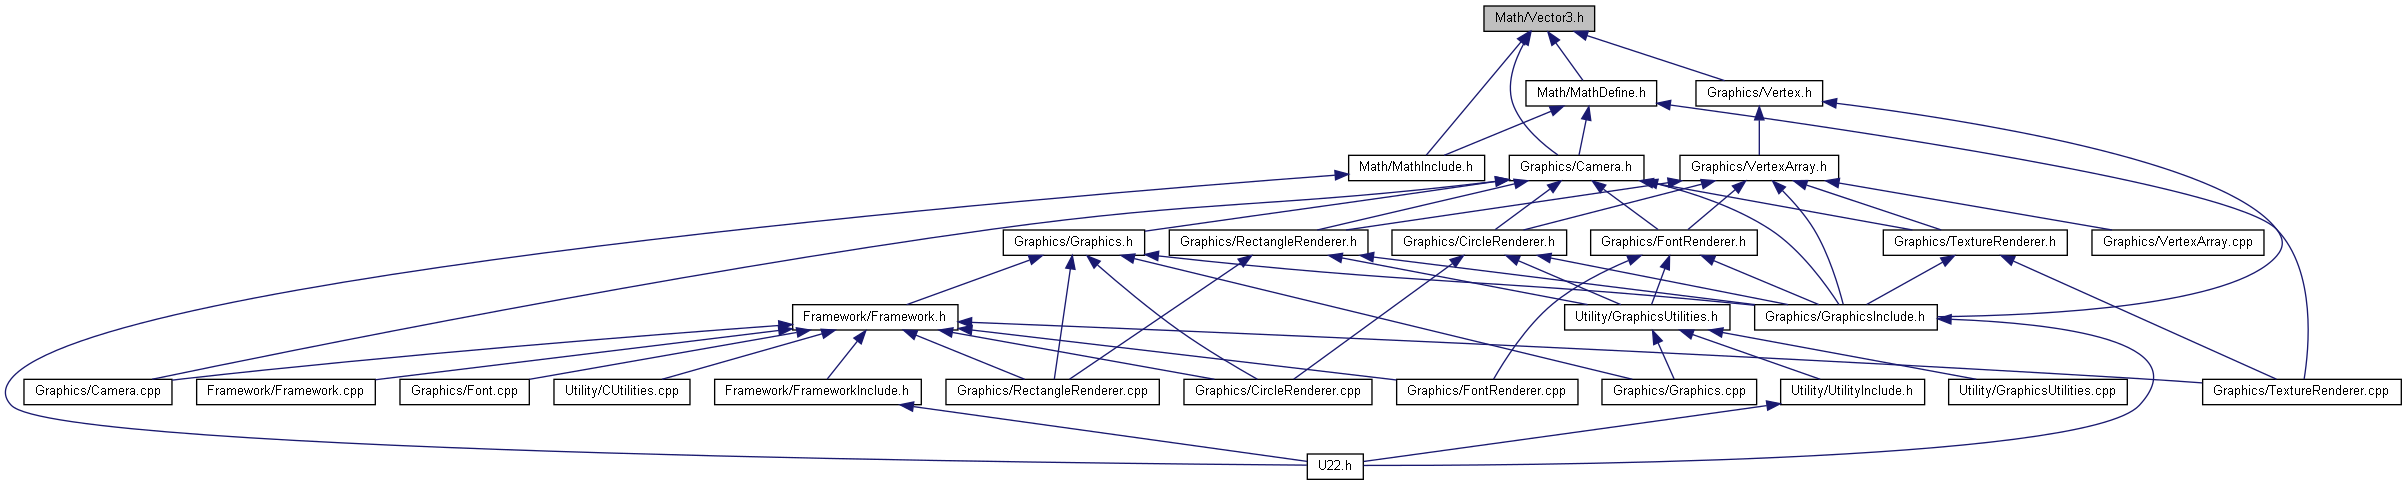 Math/Vector3.h
Math/MathDefine.h
Graphics/Vertex.h
Math/MathInclude.h
Graphics/Camera.h
Graphics/VertexArray.h
Graphics/Graphics.h
Graphics/RectangleRenderer.h
Graphics/CircleRenderer.h
Graphics/FontRenderer.h
Graphics/TextureRenderer.h
Graphics/VertexArray.cpp
Framework/Framework.h
Utility/GraphicsUtilities.h
Graphics/GraphicsInclude.h
Graphics/Camera.cpp
Framework/Framework.cpp
Graphics/Font.cpp
Utility/CUtilities.cpp
Framework/FrameworkInclude.h
Graphics/RectangleRenderer.cpp
Graphics/CircleRenderer.cpp
Graphics/FontRenderer.cpp
Graphics/Graphics.cpp
Utility/UtilityInclude.h
Utility/GraphicsUtilities.cpp
Graphics/TextureRenderer.cpp
U22.h